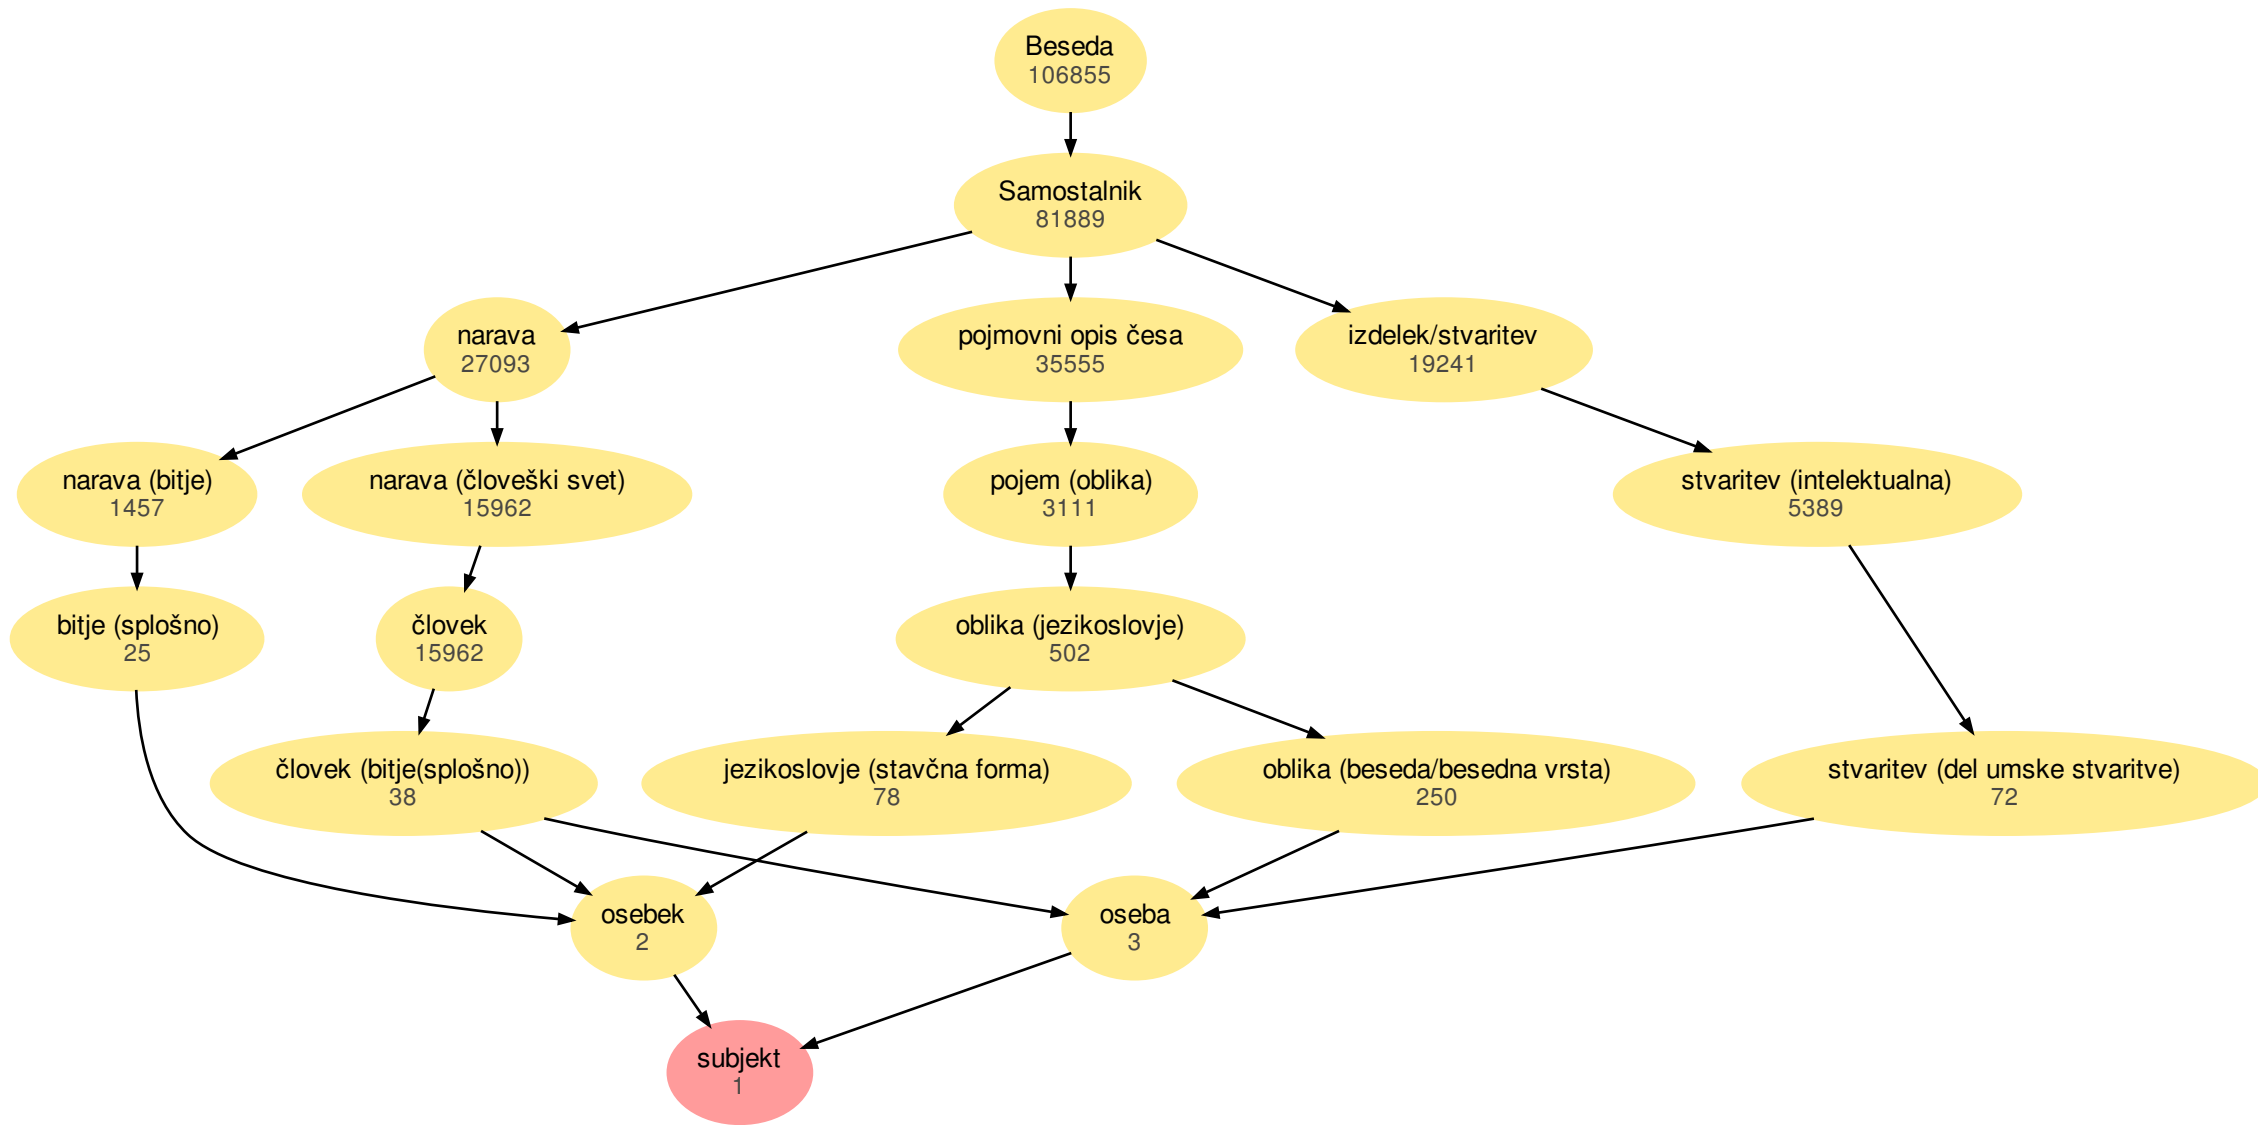 Beseda
106855
Samostalnik
81889
narava
27093
pojmovni opis česa
35555
izdelek/stvaritev
19241
narava (bitje)
1457
narava (človeški svet)
15962
pojem (oblika)
3111
stvaritev (intelektualna)
5389
bitje (splošno)
25
človek
15962
oblika (jezikoslovje)
502
človek (bitje(splošno))
38
jezikoslovje (stavčna forma)
78
oblika (beseda/besedna vrsta)
250
stvaritev (del umske stvaritve)
72
osebek
2
oseba
3
subjekt
1